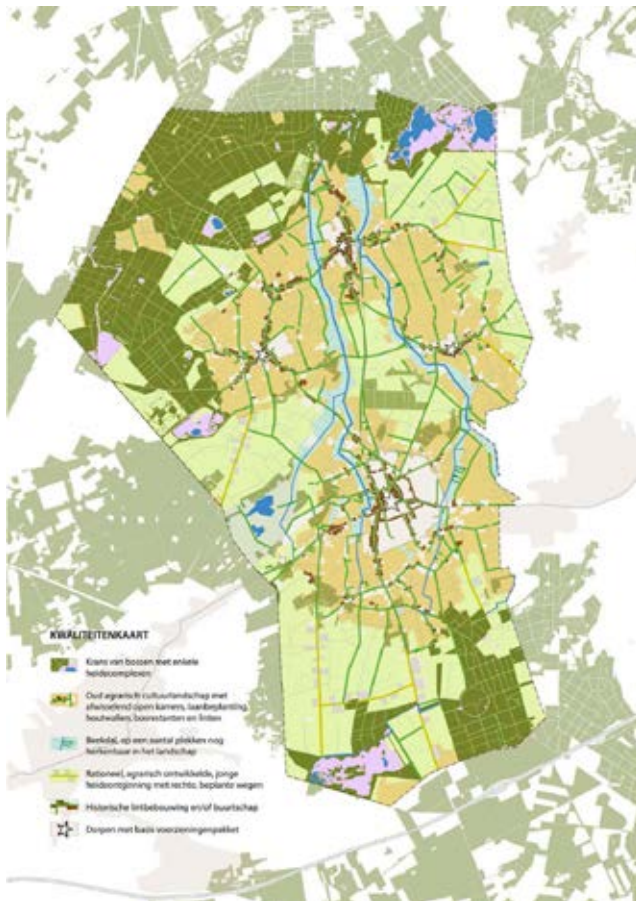 KWALITEITENKAART
Krans van bossen met enkele
heidecomplexen
Oud agrarisch cultuurlandschap met
afwisselend open kamers, laanbeplanting,
houtwallen, bosrestanten en linten
Beekdal, op een aantal plekken nog
herkenbaar in het landschap
Rationeel, agrarisch ontwikkelde, jonge
heideontginning met rechte, beplante wegen
Historische lintbebouwing en/of buurtschap
Dorpen met basis voorzieningenpakket